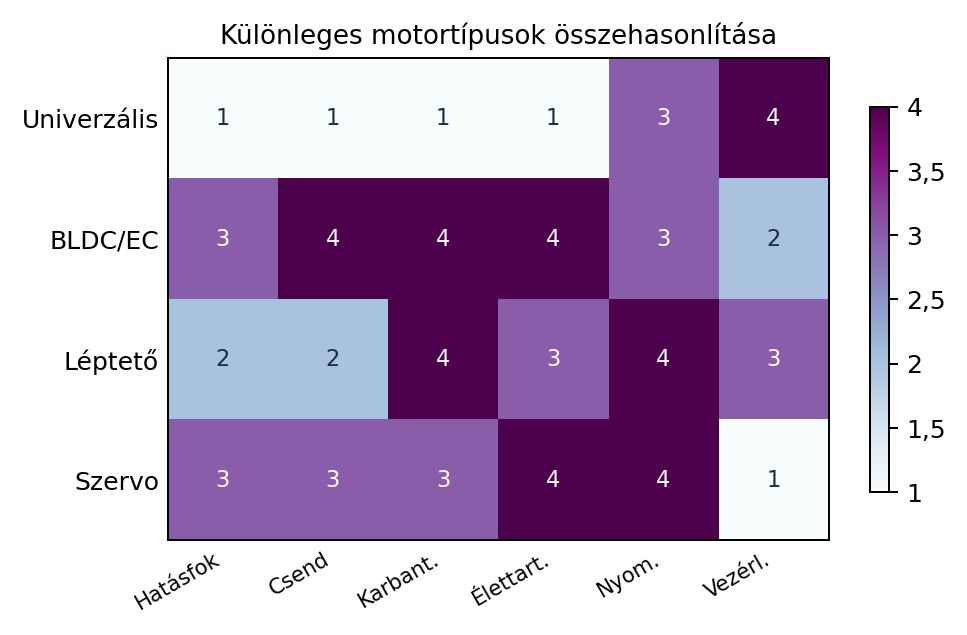 Különleges motortípusok összehasonlítása
Univerzális 1 1 1 1 3 4
BLDC/EC 3 4 4 4 3 2
Léptető 2 2 4 3 4 3
Szervo 3 3 3 4 4 1
Hatásfok Csend Karbant. Élettart. Nyom. Vezérl.
4
3,5
3
2,5
2
1,5
1